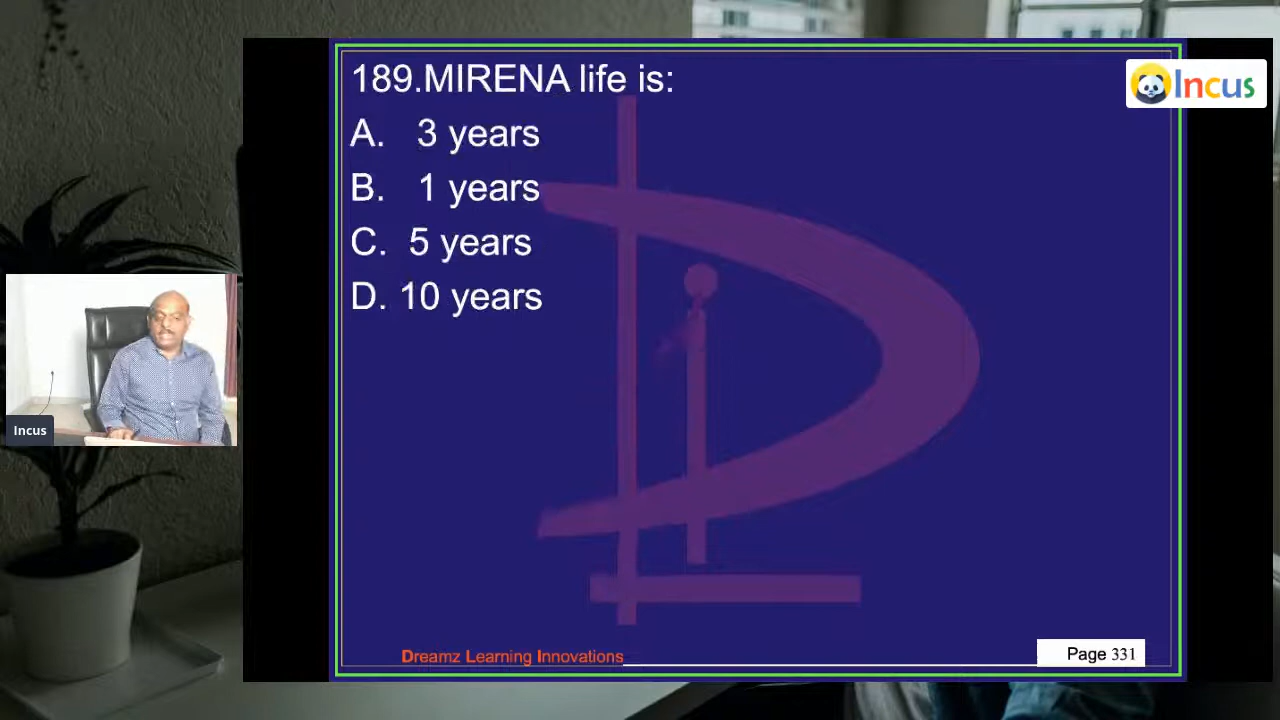 189.MIRENA life is:
A. 3 years
B. 1 years
C. 5 years
D. 10 years
Incus
Incus
Dreamz Learning Innovations
Page 331